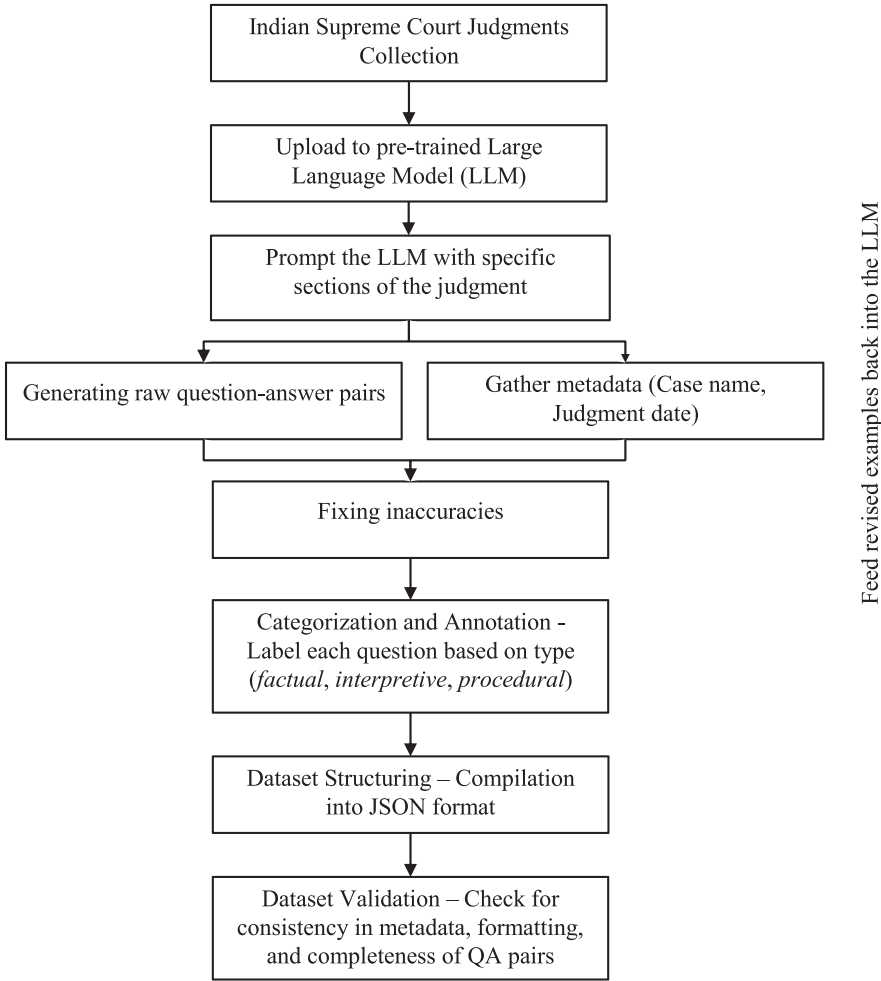 Indian Supreme Court Judgments
Collection
Upload to pre-trained Large
Language Model (LLM)
Prompt the LLM with specific
sections of the judgment
Generating raw question-answer pairs
Gather metadata (Case name,
Judgment date)
Fixing inaccuracies
Categorization and Annotation -
Label each question based on type
(factual, interpretive, procedural)
Dataset Structuring – Compilation
into JSON format
Dataset Validation – Check for
consistency in metadata, formatting,
and completeness of QA pairs
Feed revised examples back into the LLM